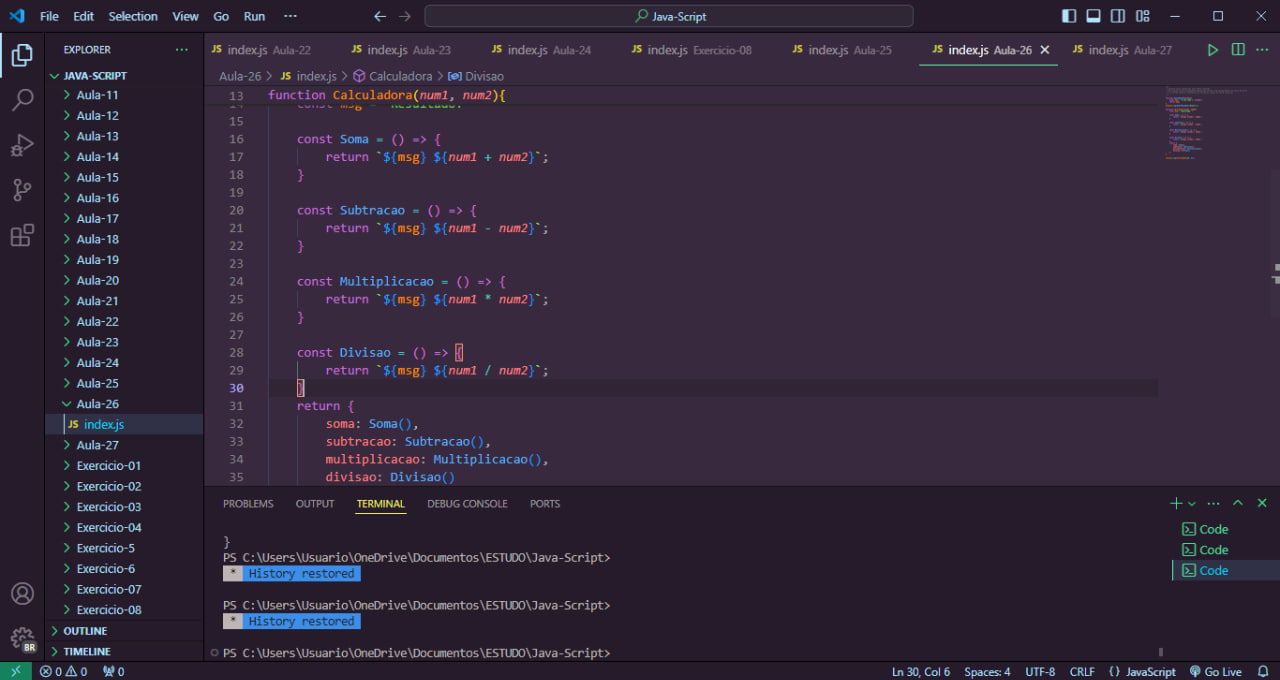 File Edit Selection View Go Run ··· Java-Script
EXPLORER ···
JAVA-SCRIPT
Aula-11
Aula-12
Aula-13
Aula-14
Aula-15
Aula-16
Aula-17
Aula-18
Aula-19
Aula-20
Aula-21
Aula-22
Aula-23
Aula-24
Aula-25
Aula-26
JS index.js
Aula-27
Exercicio-01
Exercicio-02
Exercicio-03
Exercicio-04
Exercicio-5
Exercicio-6
Exercicio-07
Exercicio-08
OUTLINE
TIMELINE
BR
JS index.js Aula-22 JS index.js Aula-23 JS index.js Aula-24 JS index.js Exercicio-08 JS index.js Aula-25 JS index.js Aula-26 JS index.js Aula-27
Aula-26 > JS index.js > Calculadora > Divisao
13 function Calculadora(num1, num2){
14 const msg = "Resultado:
15
16 const Soma = () => {
17 return `${msg} ${num1 + num2}`;
18 }
19
20 const Subtracao = () => {
21 return `${msg} ${num1 - num2}`;
22 }
23
24 const Multiplicacao = () => {
25 return `${msg} ${num1 * num2}`;
26 }
27
28 const Divisao = () => {
29 return `${msg} ${num1 / num2}`;
30 }
31 return {
32 soma: Soma(),
33 subtracao: Subtracao(),
34 multiplicacao: Multiplicacao(),
35 divisao: Divisao()
PROBLEMS OUTPUT TERMINAL DEBUG CONSOLE PORTS
}
PS C:\Users\Usuario\OneDrive\Documentos\ESTUDO\Java-Script>
* History restored
PS C:\Users\Usuario\OneDrive\Documentos\ESTUDO\Java-Script>
* History restored
PS C:\Users\Usuario\OneDrive\Documentos\ESTUDO\Java-Script>
Code
Code
Code
0 0 0 Ln 30, Col 6 Spaces: 4 UTF-8 CRLF {} JavaScript Go Live